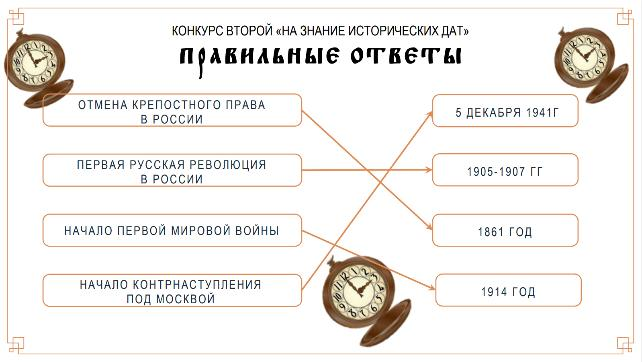 КОНКУРС ВТОРОЙ «НА ЗНАНИЕ ИСТОРИЧЕСКИХ ДАТ»
ПРАВИЛЬНЫЕ ОТВЕТЫ
ОТМЕНА КРЕПОСТНОГО ПРАВА
В РОССИИ
5 ДЕКАБРЯ 1941Г
ПЕРВАЯ РУССКАЯ РЕВОЛЮЦИЯ
В РОССИИ
1905-1907 ГГ
НАЧАЛО ПЕРВОЙ МИРОВОЙ ВОЙНЫ
1861 ГОД
НАЧАЛО КОНТРНАСТУПЛЕНИЯ
ПОД МОСКВОЙ
1914 ГОД